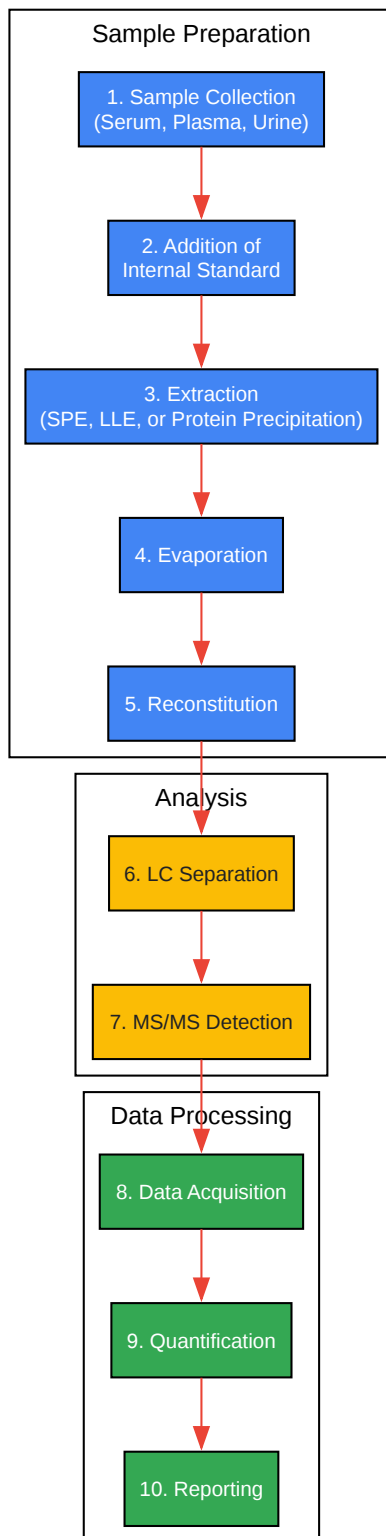 Sample Preparation
1. Sample Collection
(Serum, Plasma, Urine)
2. Addition of
Internal Standard
3. Extraction
(SPE, LLE, or Protein Precipitation)
4. Evaporation
5. Reconstitution
Analysis
6. LC Separation
7. MS/MS Detection
Data Processing
8. Data Acquisition
9. Quantification
10. Reporting